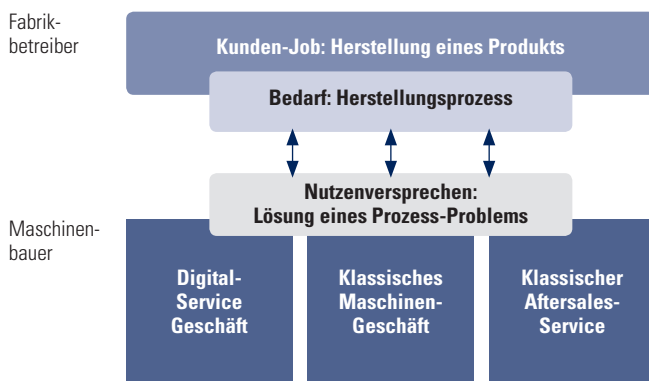 Fabrik-
betreiber
Kunden-Job: Herstellung eines Produkts
Bedarf: Herstellungsprozess
Nutzenversprechen:
Lösung eines Prozess-Problems
Maschinen-
bauer
Digital-
Service
Geschäft
Klassisches
Maschinen-
Geschäft
Klassischer
Aftersales-
Service